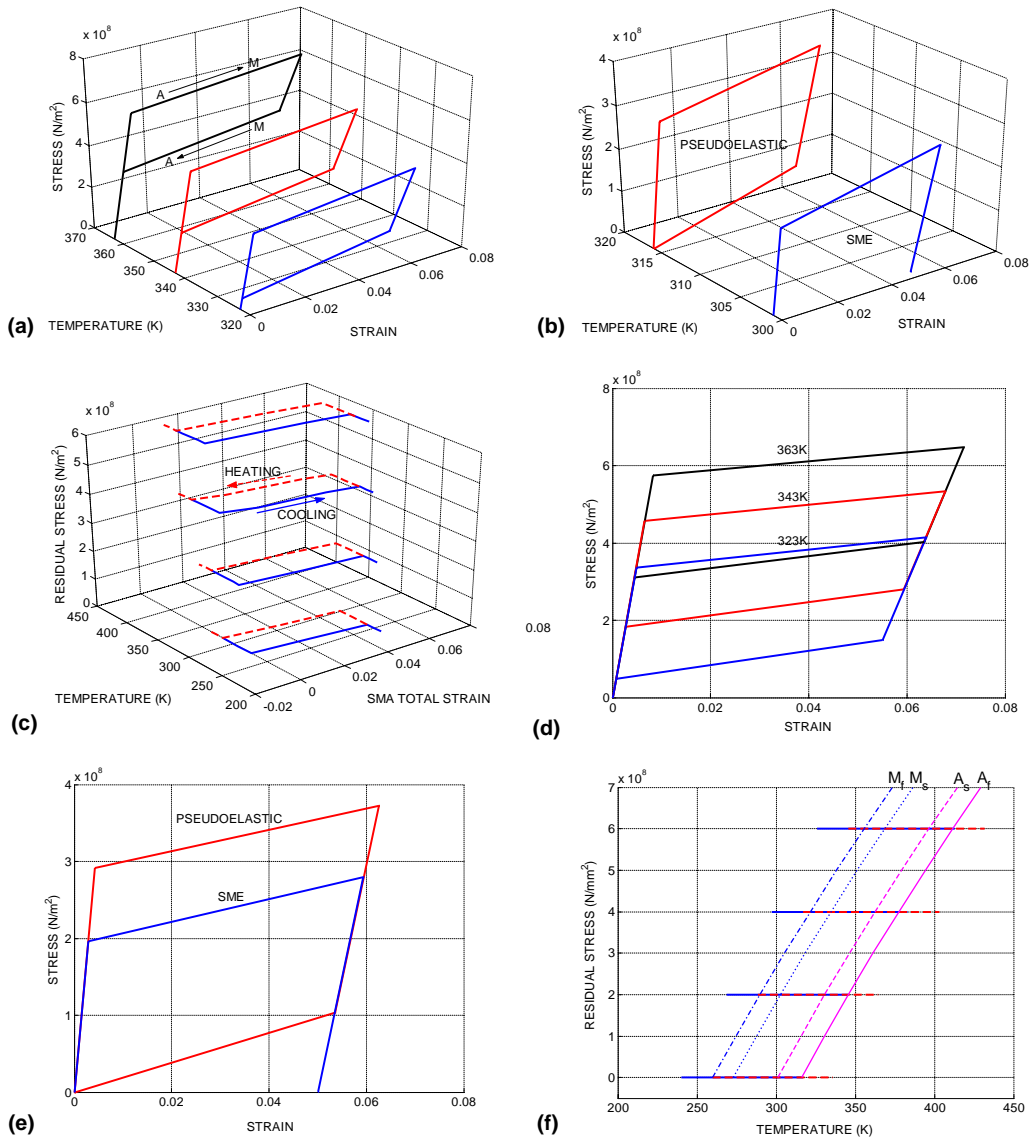 x 10^8
8
6
4
2
0
STRESS (N/m²)
A
M
M
A
370
360
350
340
330
320
0
0.02
0.04
0.06
0.08
(a) TEMPERATURE (K)
STRAIN
x 10^8
4
3
2
1
0
STRESS (N/m²)
PSEUDOELASTIC
SME
320
315
310
305
300
0
0.02
0.04
0.06
0.08
(b) TEMPERATURE (K)
STRAIN
x 10^8
6
5
4
3
2
1
0
RESIDUAL STRESS (N/m²)
HEATING
COOLING
450
400
350
300
250
200
-0.02
0
0.02
0.04
0.06
0.08
(c) TEMPERATURE (K)
SMA TOTAL STRAIN
x 10^8
8
6
4
2
0
STRESS (N/m²)
363K
343K
323K
0 0.02 0.04 0.06 0.08
(d) STRAIN
x 10^8
4
3
2
1
0
STRESS (N/m²)
PSEUDOELASTIC
SME
0 0.02 0.04 0.06 0.08
(e) STRAIN
x 10^8
M_f M_s A_s A_f
7
6
5
4
3
2
1
0
RESIDUAL STRESS (N/mm²)
200 250 300 350 400 450
(f) TEMPERATURE (K)